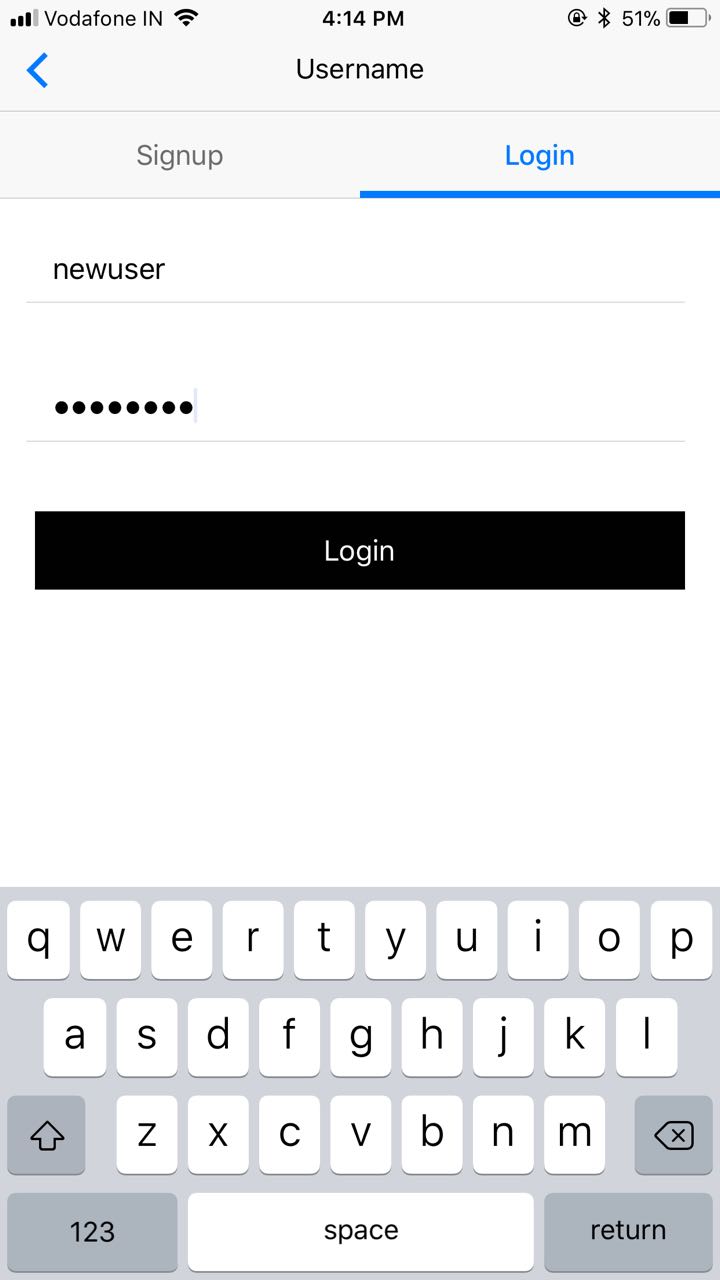 Vodafone IN 4:14 PM 51%
Username
Signup Login
newuser
••••••••
Login
q w e r t y u i o p
a s d f g h j k l
z x c v b n m
123 space return